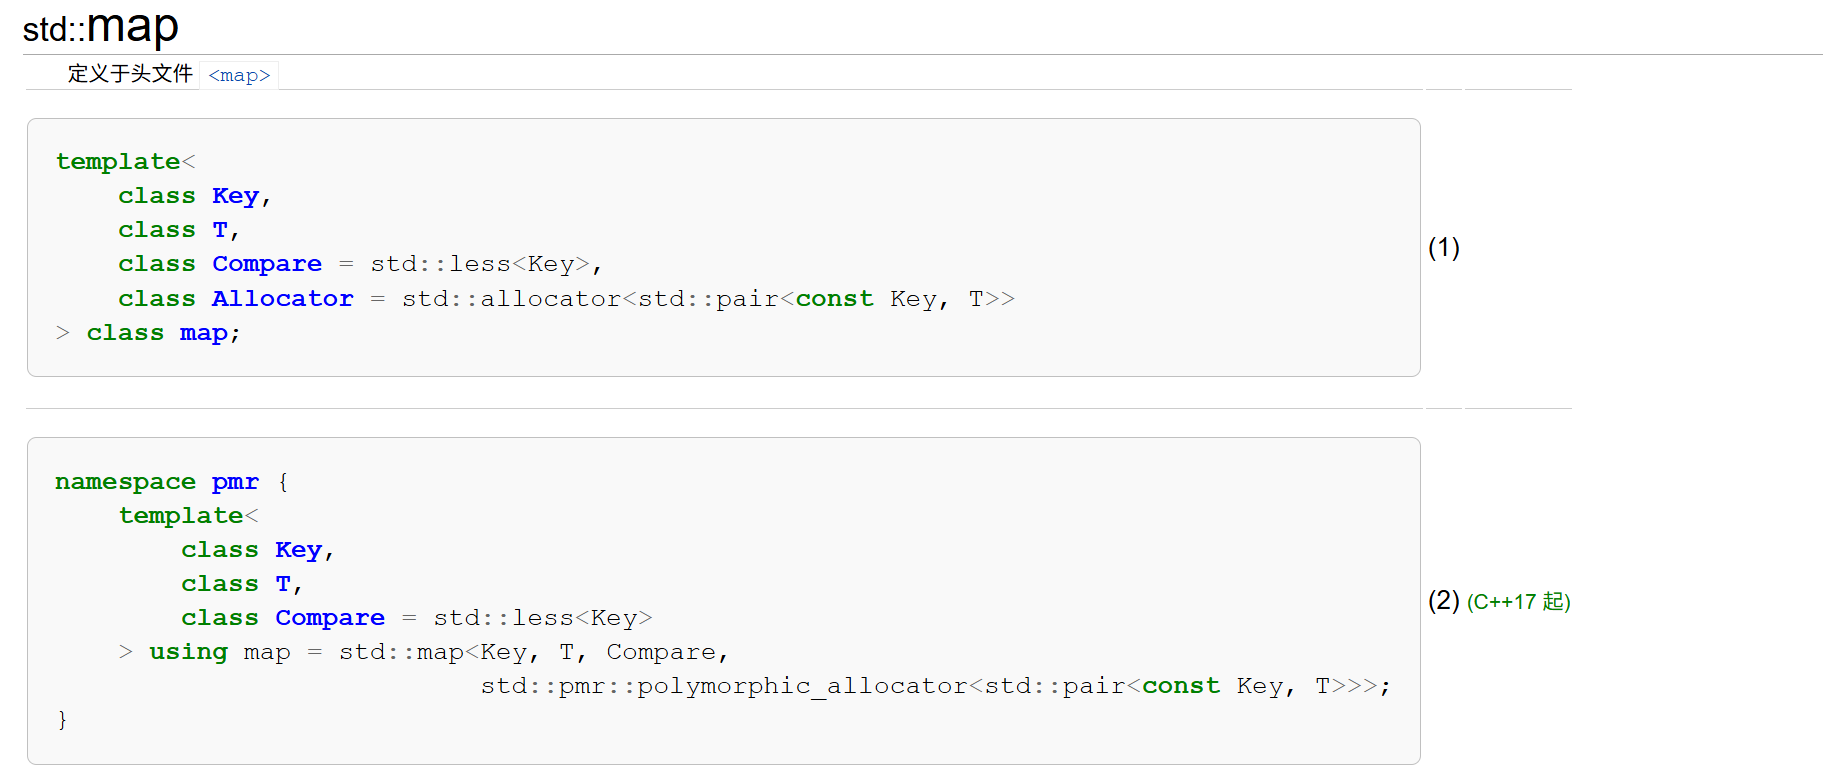 std::map
定义于头文件 <map>
template<
    class Key,
    class T,
    class Compare = std::less<Key>,
    class Allocator = std::allocator<std::pair<const Key, T>>
> class map;
(1)
namespace pmr {
    template<
        class Key,
        class T,
        class Compare = std::less<Key>
    > using map = std::map<Key, T, Compare,
                           std::pmr::polymorphic_allocator<std::pair<const Key, T>>>;
}
(2) (C++17 起)